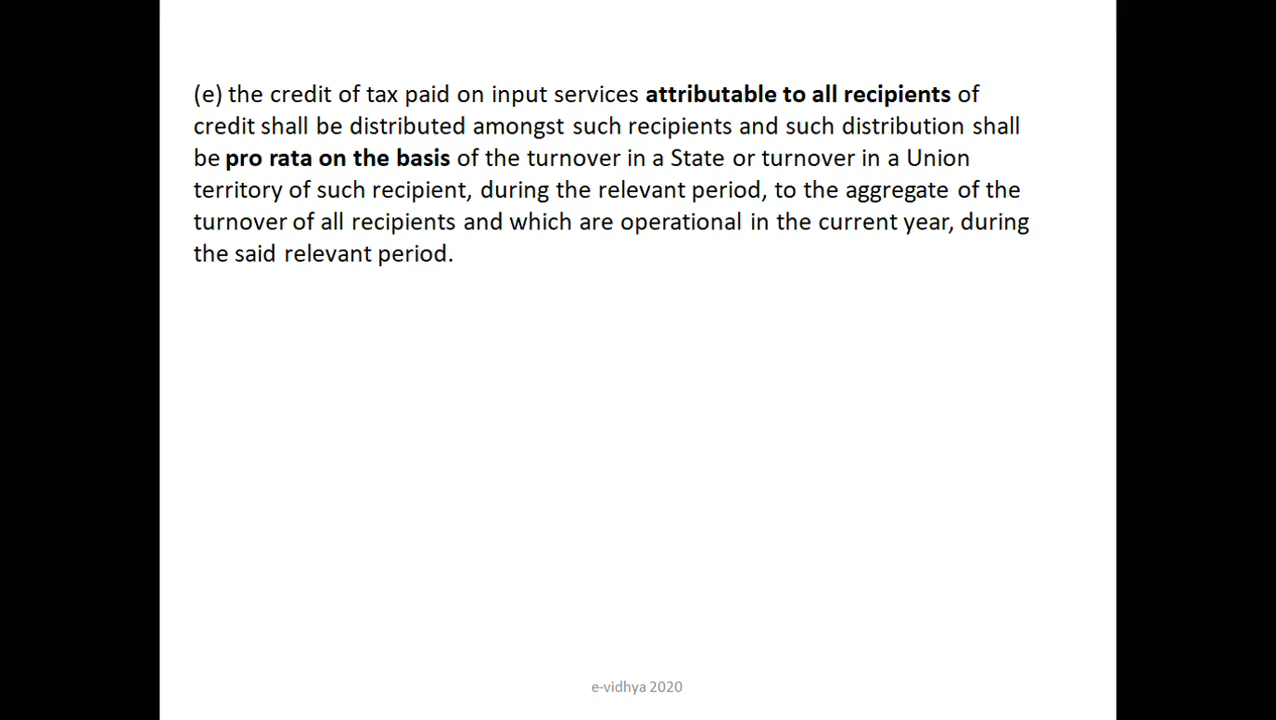 (e) the credit of tax paid on input services attributable to all recipients of
credit shall be distributed amongst such recipients and such distribution shall
be pro rata on the basis of the turnover in a State or turnover in a Union
territory of such recipient, during the relevant period, to the aggregate of the
turnover of all recipients and which are operational in the current year, during
the said relevant period.
e-vidhya 2020